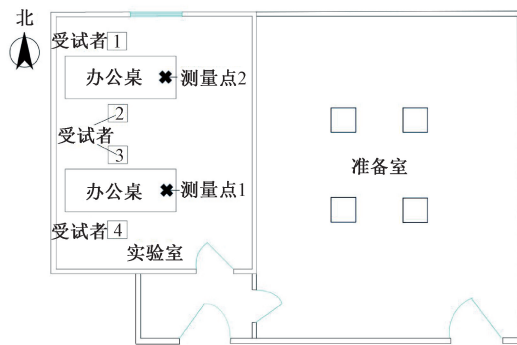 北
受试者 1
办公桌 测量点2
2
受试者
3
准备室
办公桌 测量点1
受试者 4
实验室